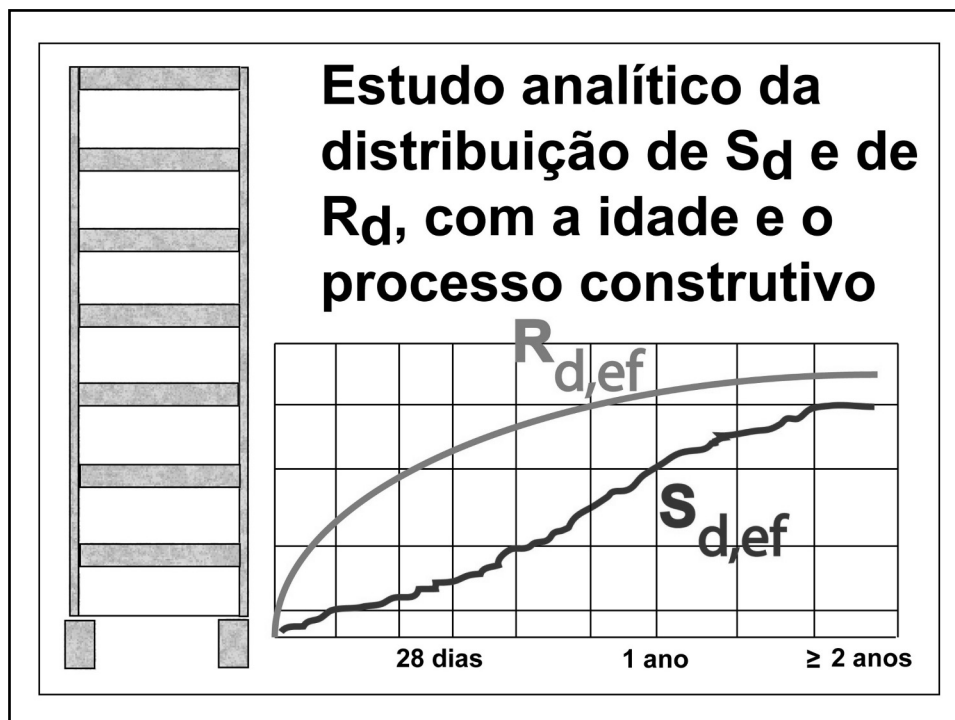 Estudo analítico da
distribuição de Sd e de
Rd, com a idade e o
processo construtivo
Rd,ef
Sd,ef
28 dias
1 ano
≥ 2 anos